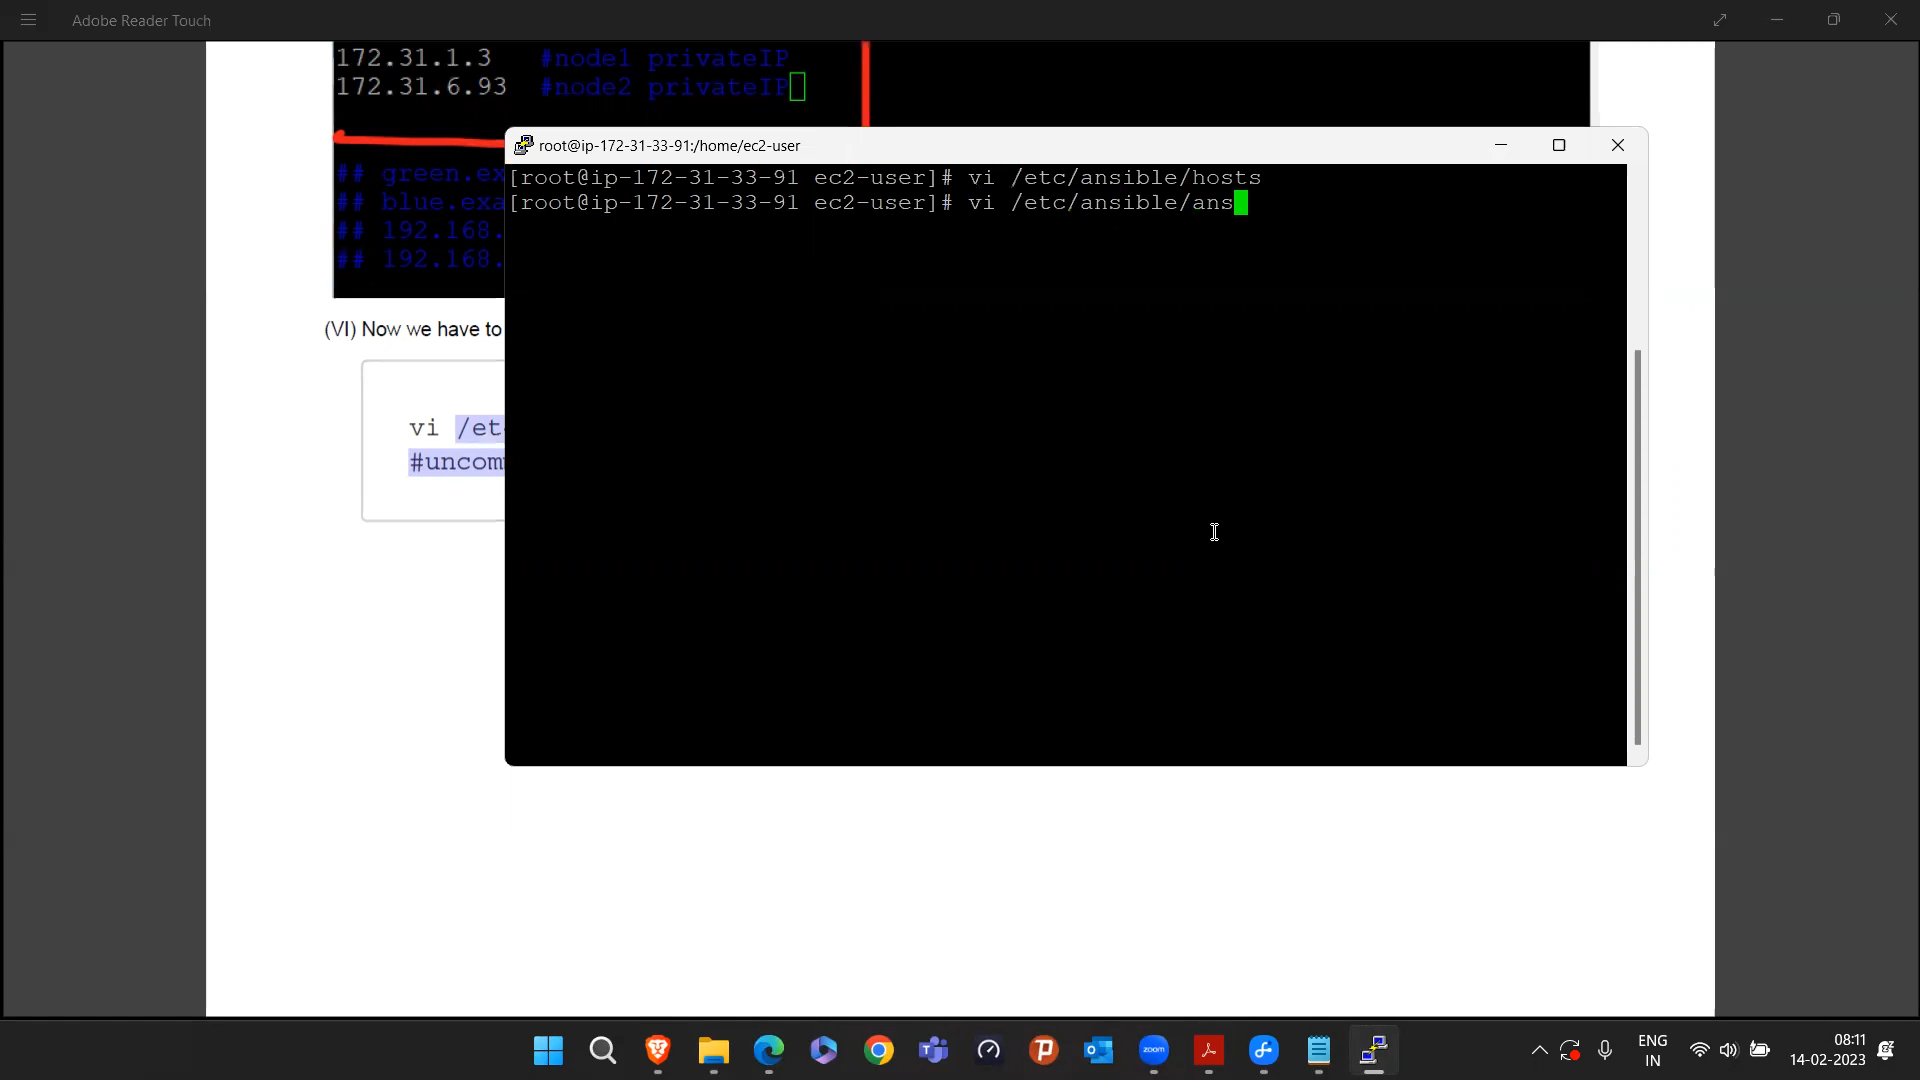 Adobe Reader Touch
172.31.1.3 #node1 privateIP
172.31.6.93 #node2 privateIP
root@ip-172-31-33-91:/home/ec2-user
[root@ip-172-31-33-91 ec2-user]# vi /etc/ansible/hosts
[root@ip-172-31-33-91 ec2-user]# vi /etc/ansible/ans
## green.ex
## blue.exa
## 192.168.
## 192.168.
(VI) Now we have to
vi /et
#uncom
zoom
ENG
IN
08:11
14-02-2023